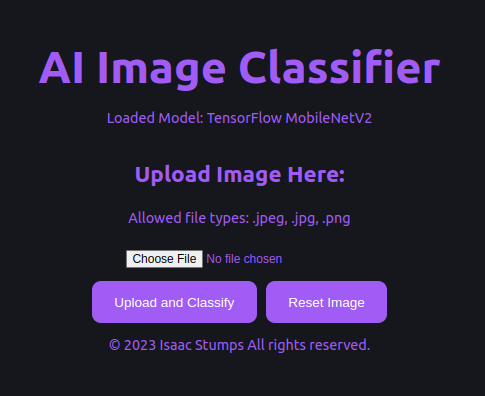 AI Image Classifier
Loaded Model: TensorFlow MobileNetV2
Upload Image Here:
Allowed file types: .jpeg, .jpg, .png
Choose File No file chosen
Upload and Classify Reset Image
© 2023 Isaac Stumps All rights reserved.